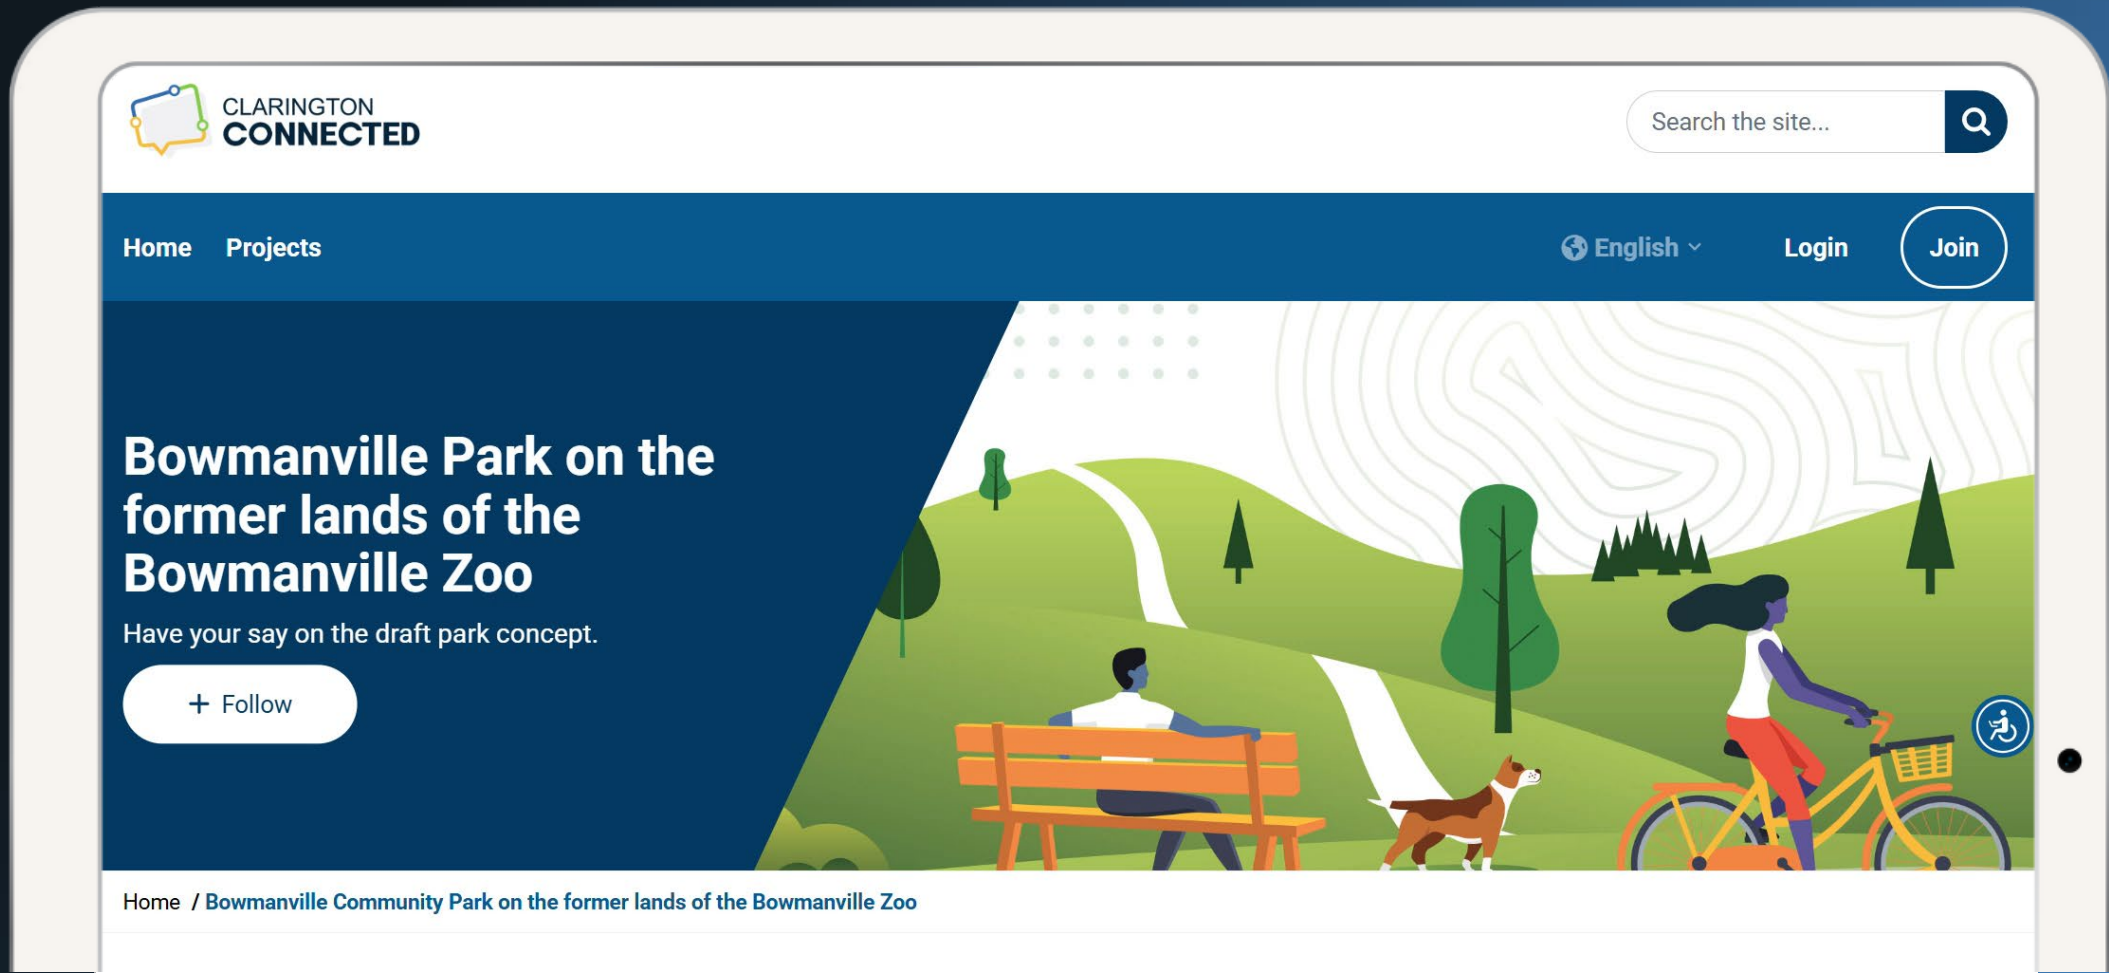 CLARINGTON
CONNECTED
Search the site...
Home Projects
English Login Join
Bowmanville Park on the
former lands of the
Bowmanville Zoo
Have your say on the draft park concept.
+ Follow
Home / Bowmanville Community Park on the former lands of the Bowmanville Zoo